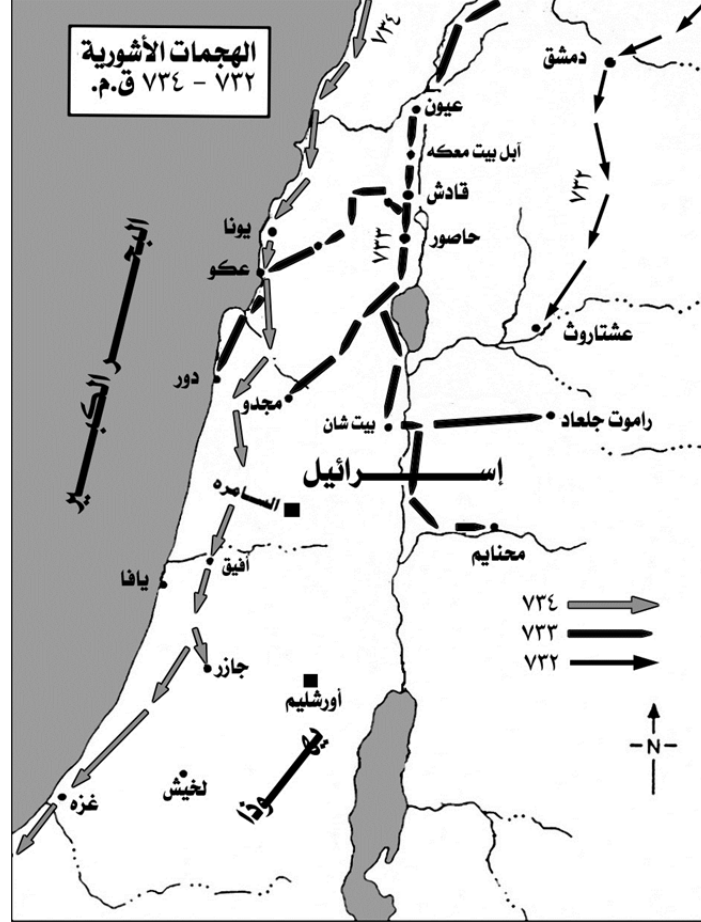 الهجمات الأشورية
٧٣٢ – ٧٣٤ ق.م.
٧٣٤
دمشق
عيون
آبل بيت معكه
قادش
٧٣٢
يونا
حاصور
٧٣٣
عكو
البحر الكبير
عشتاروث
دور
مجدو
بيت شان
راموت جلعاد
إسرائيل
السامره
محنايم
أفيق
يافا
٧٣٤
٧٣٣
٧٣٢
جازر
أورشليم
يهوذا
لخيش
غزه
N